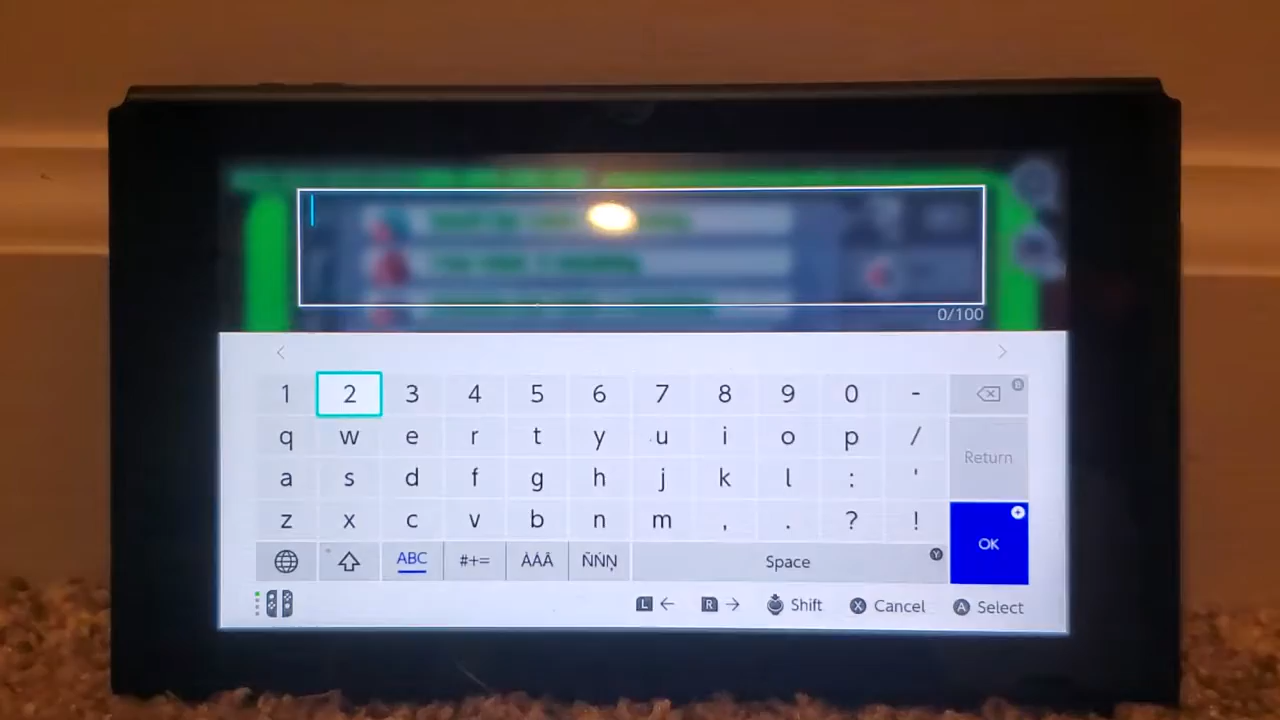 0/100
1 2 3 4 5 6 7 8 9 0 -
q w e r t y u i o p /
Return
a s d f g h j k l : '
z x c v b n m , . ? !
OK
ABC #+= ÀÁÂ ÑŃŅ Space Y
L ← R → Shift X Cancel A Select